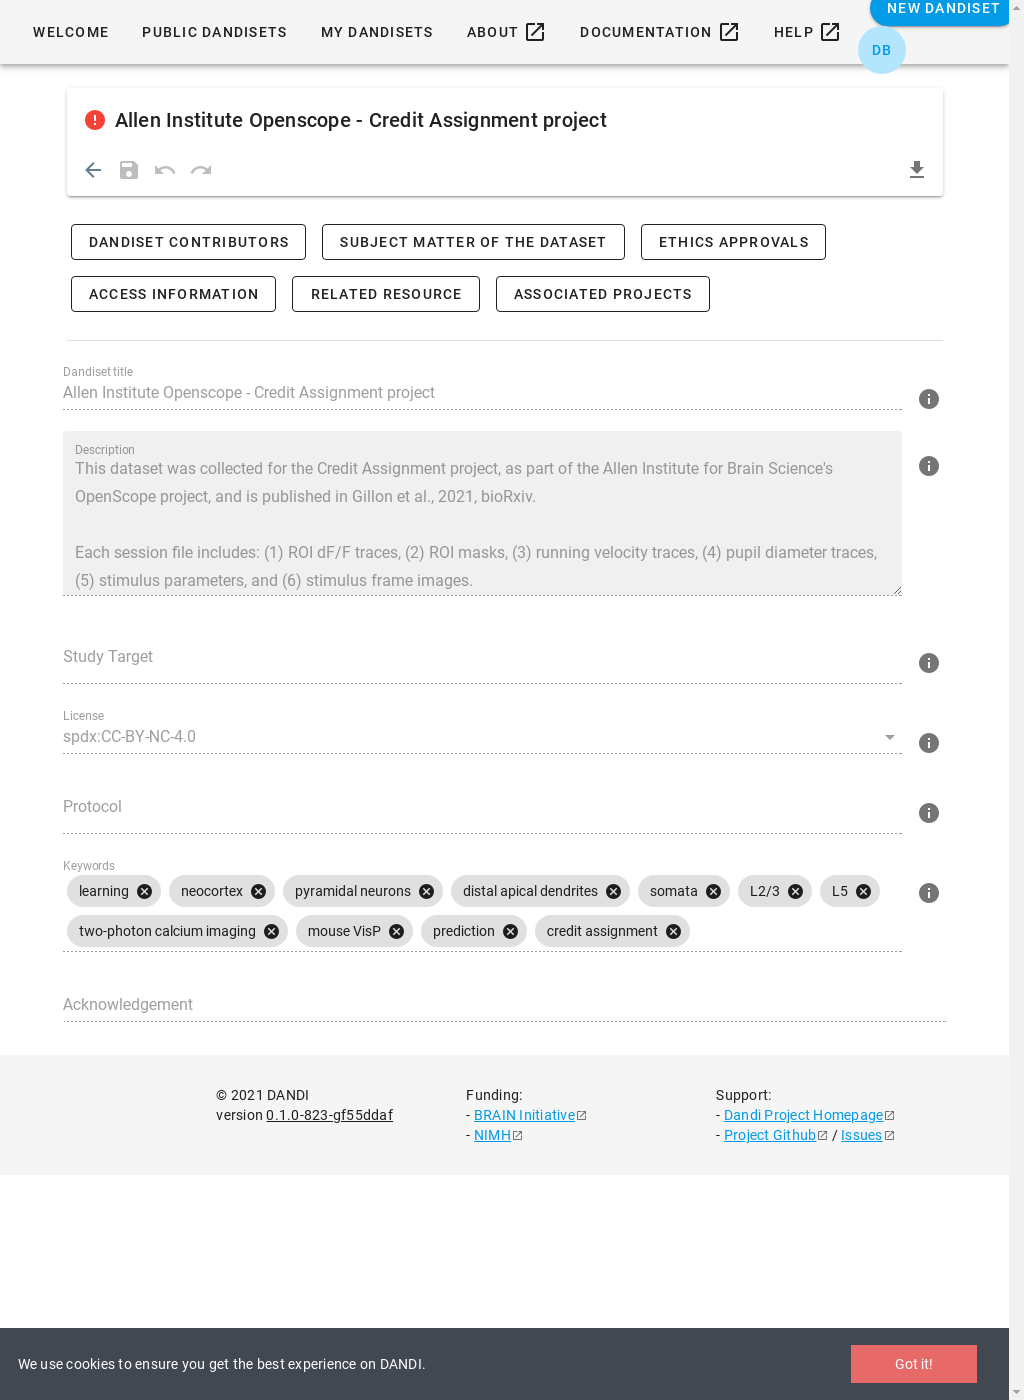 NEW DANDISET
WELCOME PUBLIC DANDISETS MY DANDISETS ABOUT DOCUMENTATION HELP
DB
Allen Institute Openscope - Credit Assignment project
DANDISET CONTRIBUTORS SUBJECT MATTER OF THE DATASET ETHICS APPROVALS
ACCESS INFORMATION RELATED RESOURCE ASSOCIATED PROJECTS
Dandiset title
Allen Institute Openscope - Credit Assignment project
Description
This dataset was collected for the Credit Assignment project, as part of the Allen Institute for Brain Science's
OpenScope project, and is published in Gillon et al., 2021, bioRxiv.
Each session file includes: (1) ROI dF/F traces, (2) ROI masks, (3) running velocity traces, (4) pupil diameter traces,
(5) stimulus parameters, and (6) stimulus frame images.
Study Target
License
spdx:CC-BY-NC-4.0
Protocol
Keywords
learning neocortex pyramidal neurons distal apical dendrites somata L2/3 L5
two-photon calcium imaging mouse VisP prediction credit assignment
Acknowledgement
© 2021 DANDI Funding: Support:
version 0.1.0-823-gf55ddaf - BRAIN Initiative - Dandi Project Homepage
- NIMH - Project Github / Issues
We use cookies to ensure you get the best experience on DANDI. Got it!